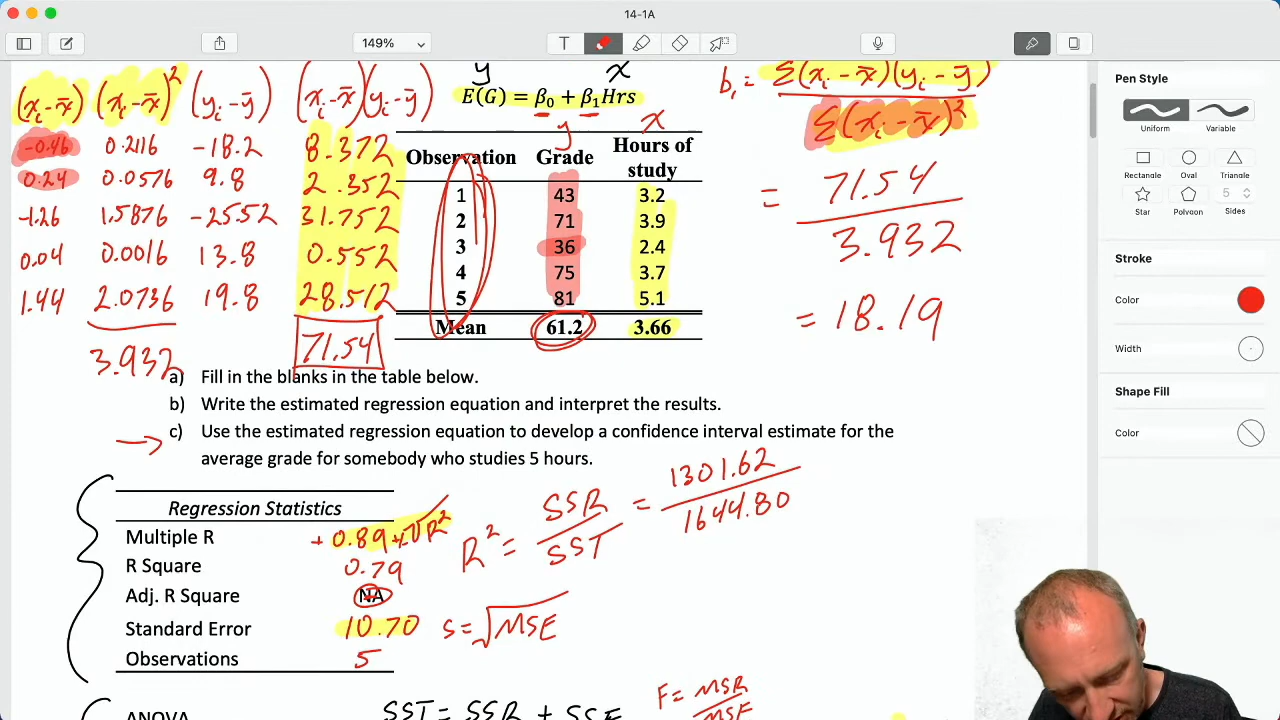 14-1A
149%
T
Pen Style
Uniform Variable
Rectangle Oval Triangle
Star Polygon 5 Sides
Stroke
Color
Width
Shape Fill
Color
(xᵢ-x̄) (xᵢ-x̄)² (yᵢ-ȳ) (xᵢ-x̄)(yᵢ-ȳ)
-0.46 0.2116 -18.2 8.372
0.24 0.0576 9.8 2.352
-1.26 1.5876 -25.52 31.752
0.04 0.0016 13.8 0.552
1.44 2.0736 19.8 28.512
3.932 71.54
y x
E(G) = β₀ + β₁Hrs
y x
Observation Grade Hours of study
1 43 3.2
2 71 3.9
3 36 2.4
4 75 3.7
5 81 5.1
Mean 61.2 3.66
b₁ = Σ(xᵢ-x̄)(yᵢ-ȳ)
Σ(xᵢ-x̄)²
= 71.54
3.932
= 18.19
a) Fill in the blanks in the table below.
b) Write the estimated regression equation and interpret the results.
c) Use the estimated regression equation to develop a confidence interval estimate for the
average grade for somebody who studies 5 hours.
Regression Statistics
Multiple R + 0.89 +√R²
R Square 0.79
Adj. R Square NA
Standard Error 10.70
Observations 5
R² = SSR = 1301.62
SST 1644.80
s = √MSE
ANOVA
SST = SSR + SSE
F = MSR
MSE